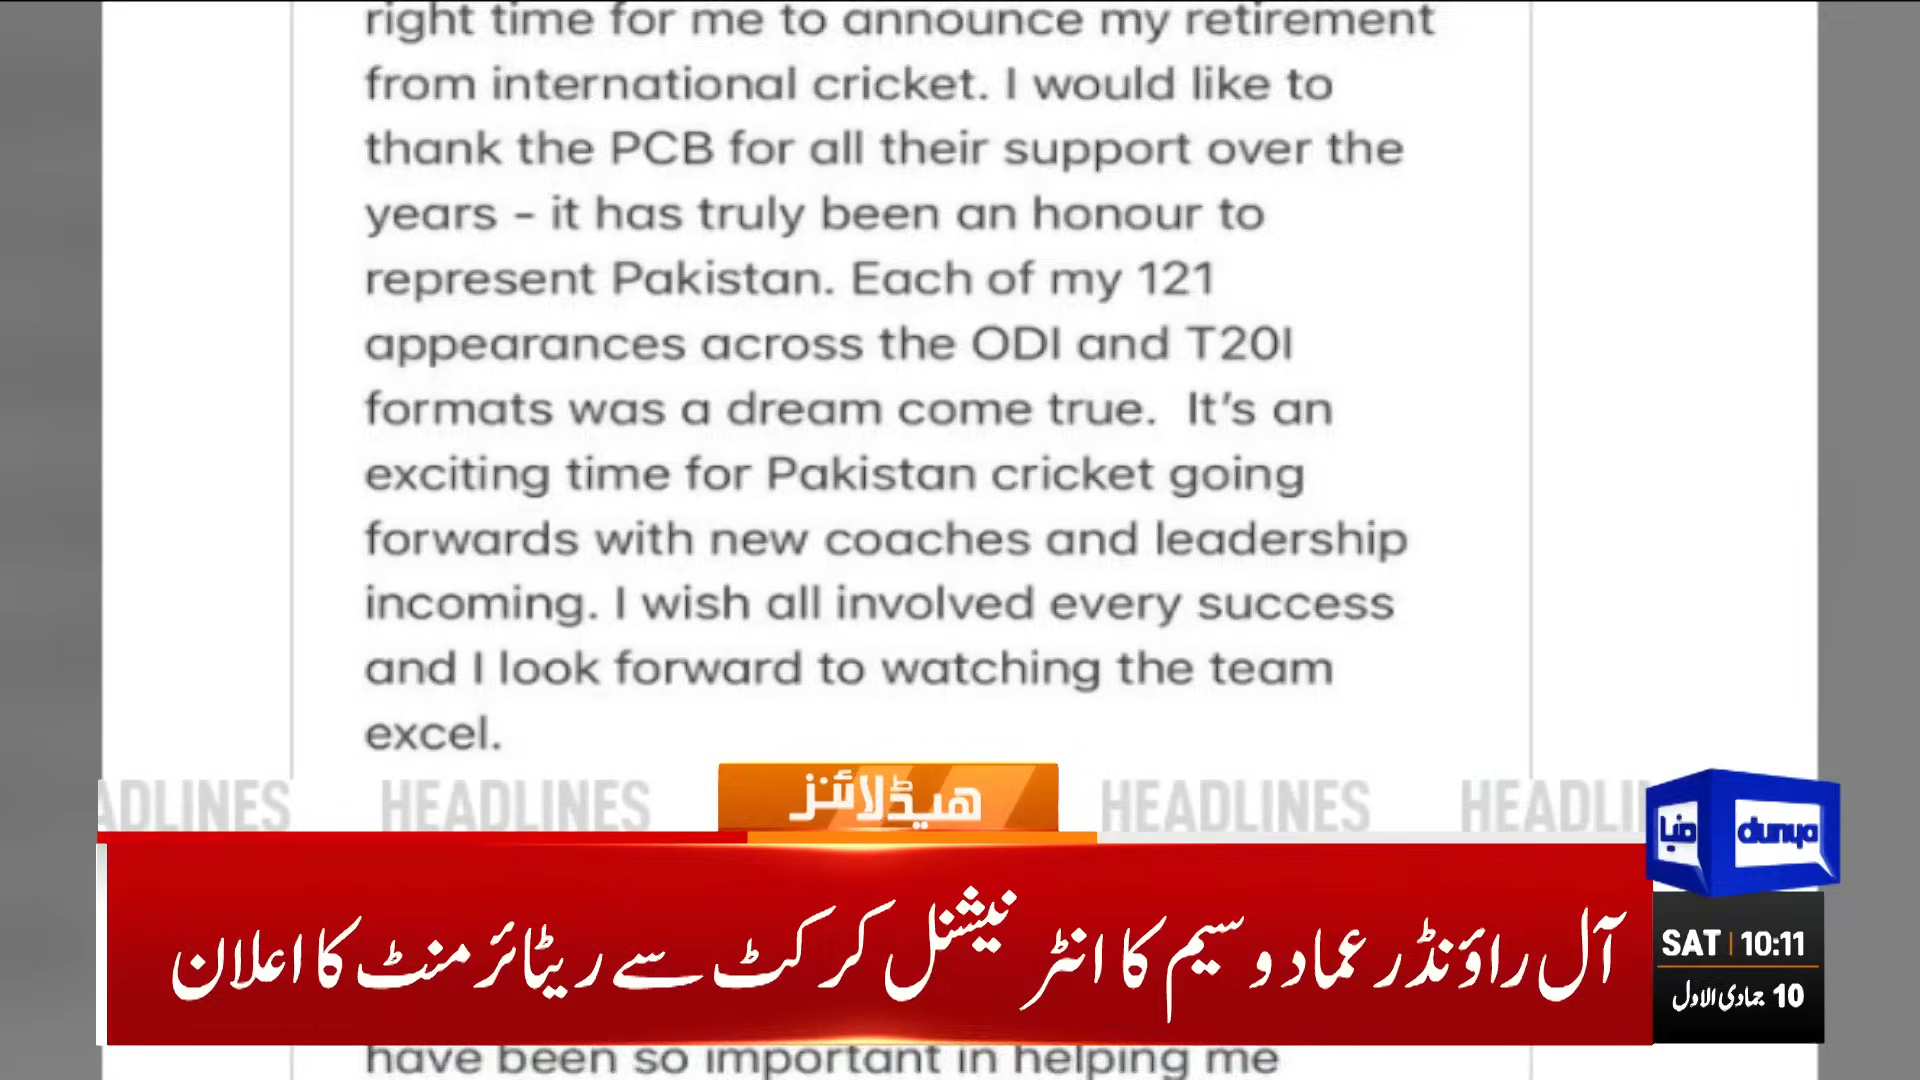 right time for me to announce my retirement
from international cricket. I would like to
thank the PCB for all their support over the
years – it has truly been an honour to
represent Pakistan. Each of my 121
appearances across the ODI and T20I
formats was a dream come true.  It's an
exciting time for Pakistan cricket going
forwards with new coaches and leadership
incoming. I wish all involved every success
and I look forward to watching the team
excel.
ADLINES HEADLINES ہیڈلائنز HEADLINES HEADLI
دنیا dunya
آل راؤنڈر عماد وسیم کا انٹرنیشنل کرکٹ سے ریٹائرمنٹ کا اعلان
SAT | 10:11
10 جمادی الاول
have been so important in helping me